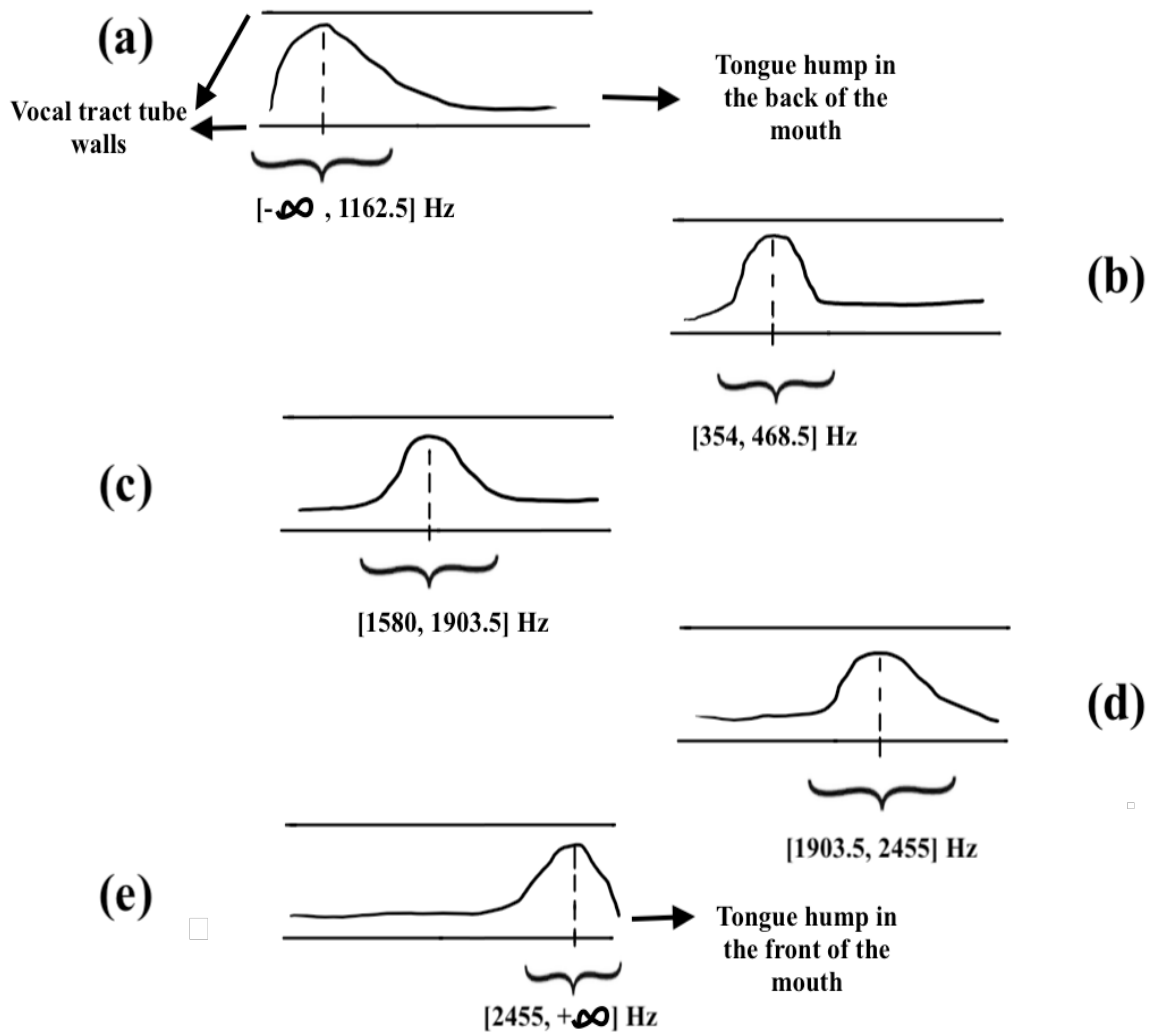 (a)
Vocal tract tube
walls
Tongue hump in
the back of the
mouth
[-∞ , 1162.5] Hz
(b)
[354, 468.5] Hz
(c)
[1580, 1903.5] Hz
(d)
[1903.5, 2455] Hz
(e)
Tongue hump in
the front of the
mouth
[2455, +∞] Hz